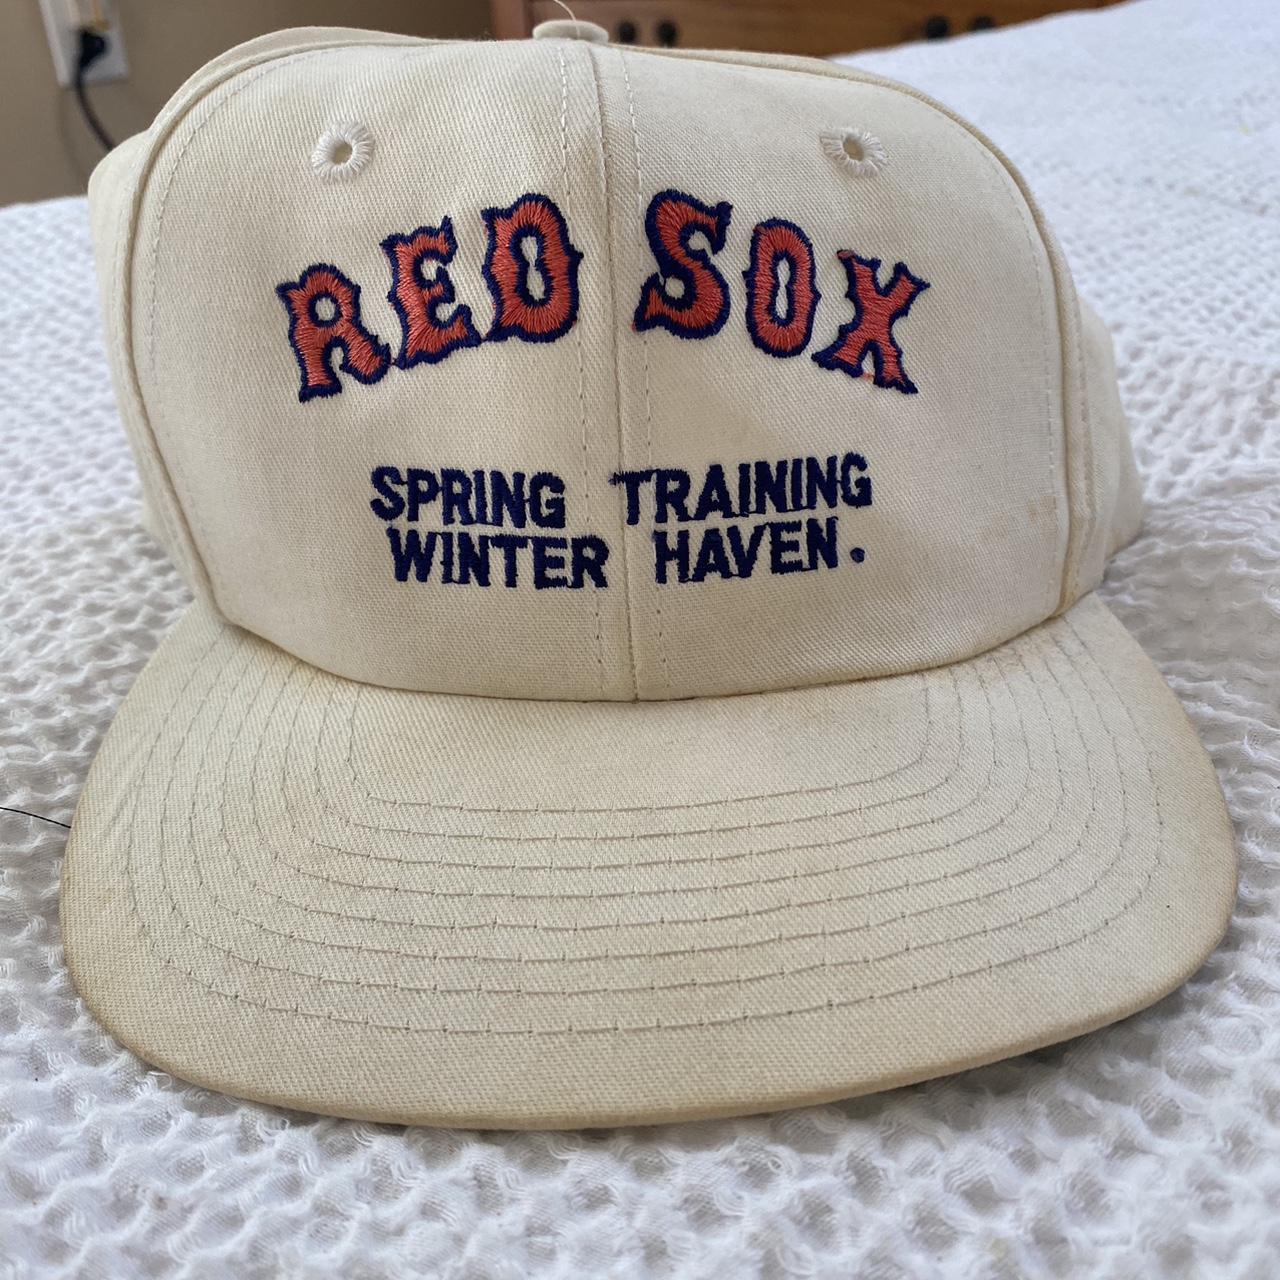 RED SOX
SPRING TRAINING
WINTER HAVEN.